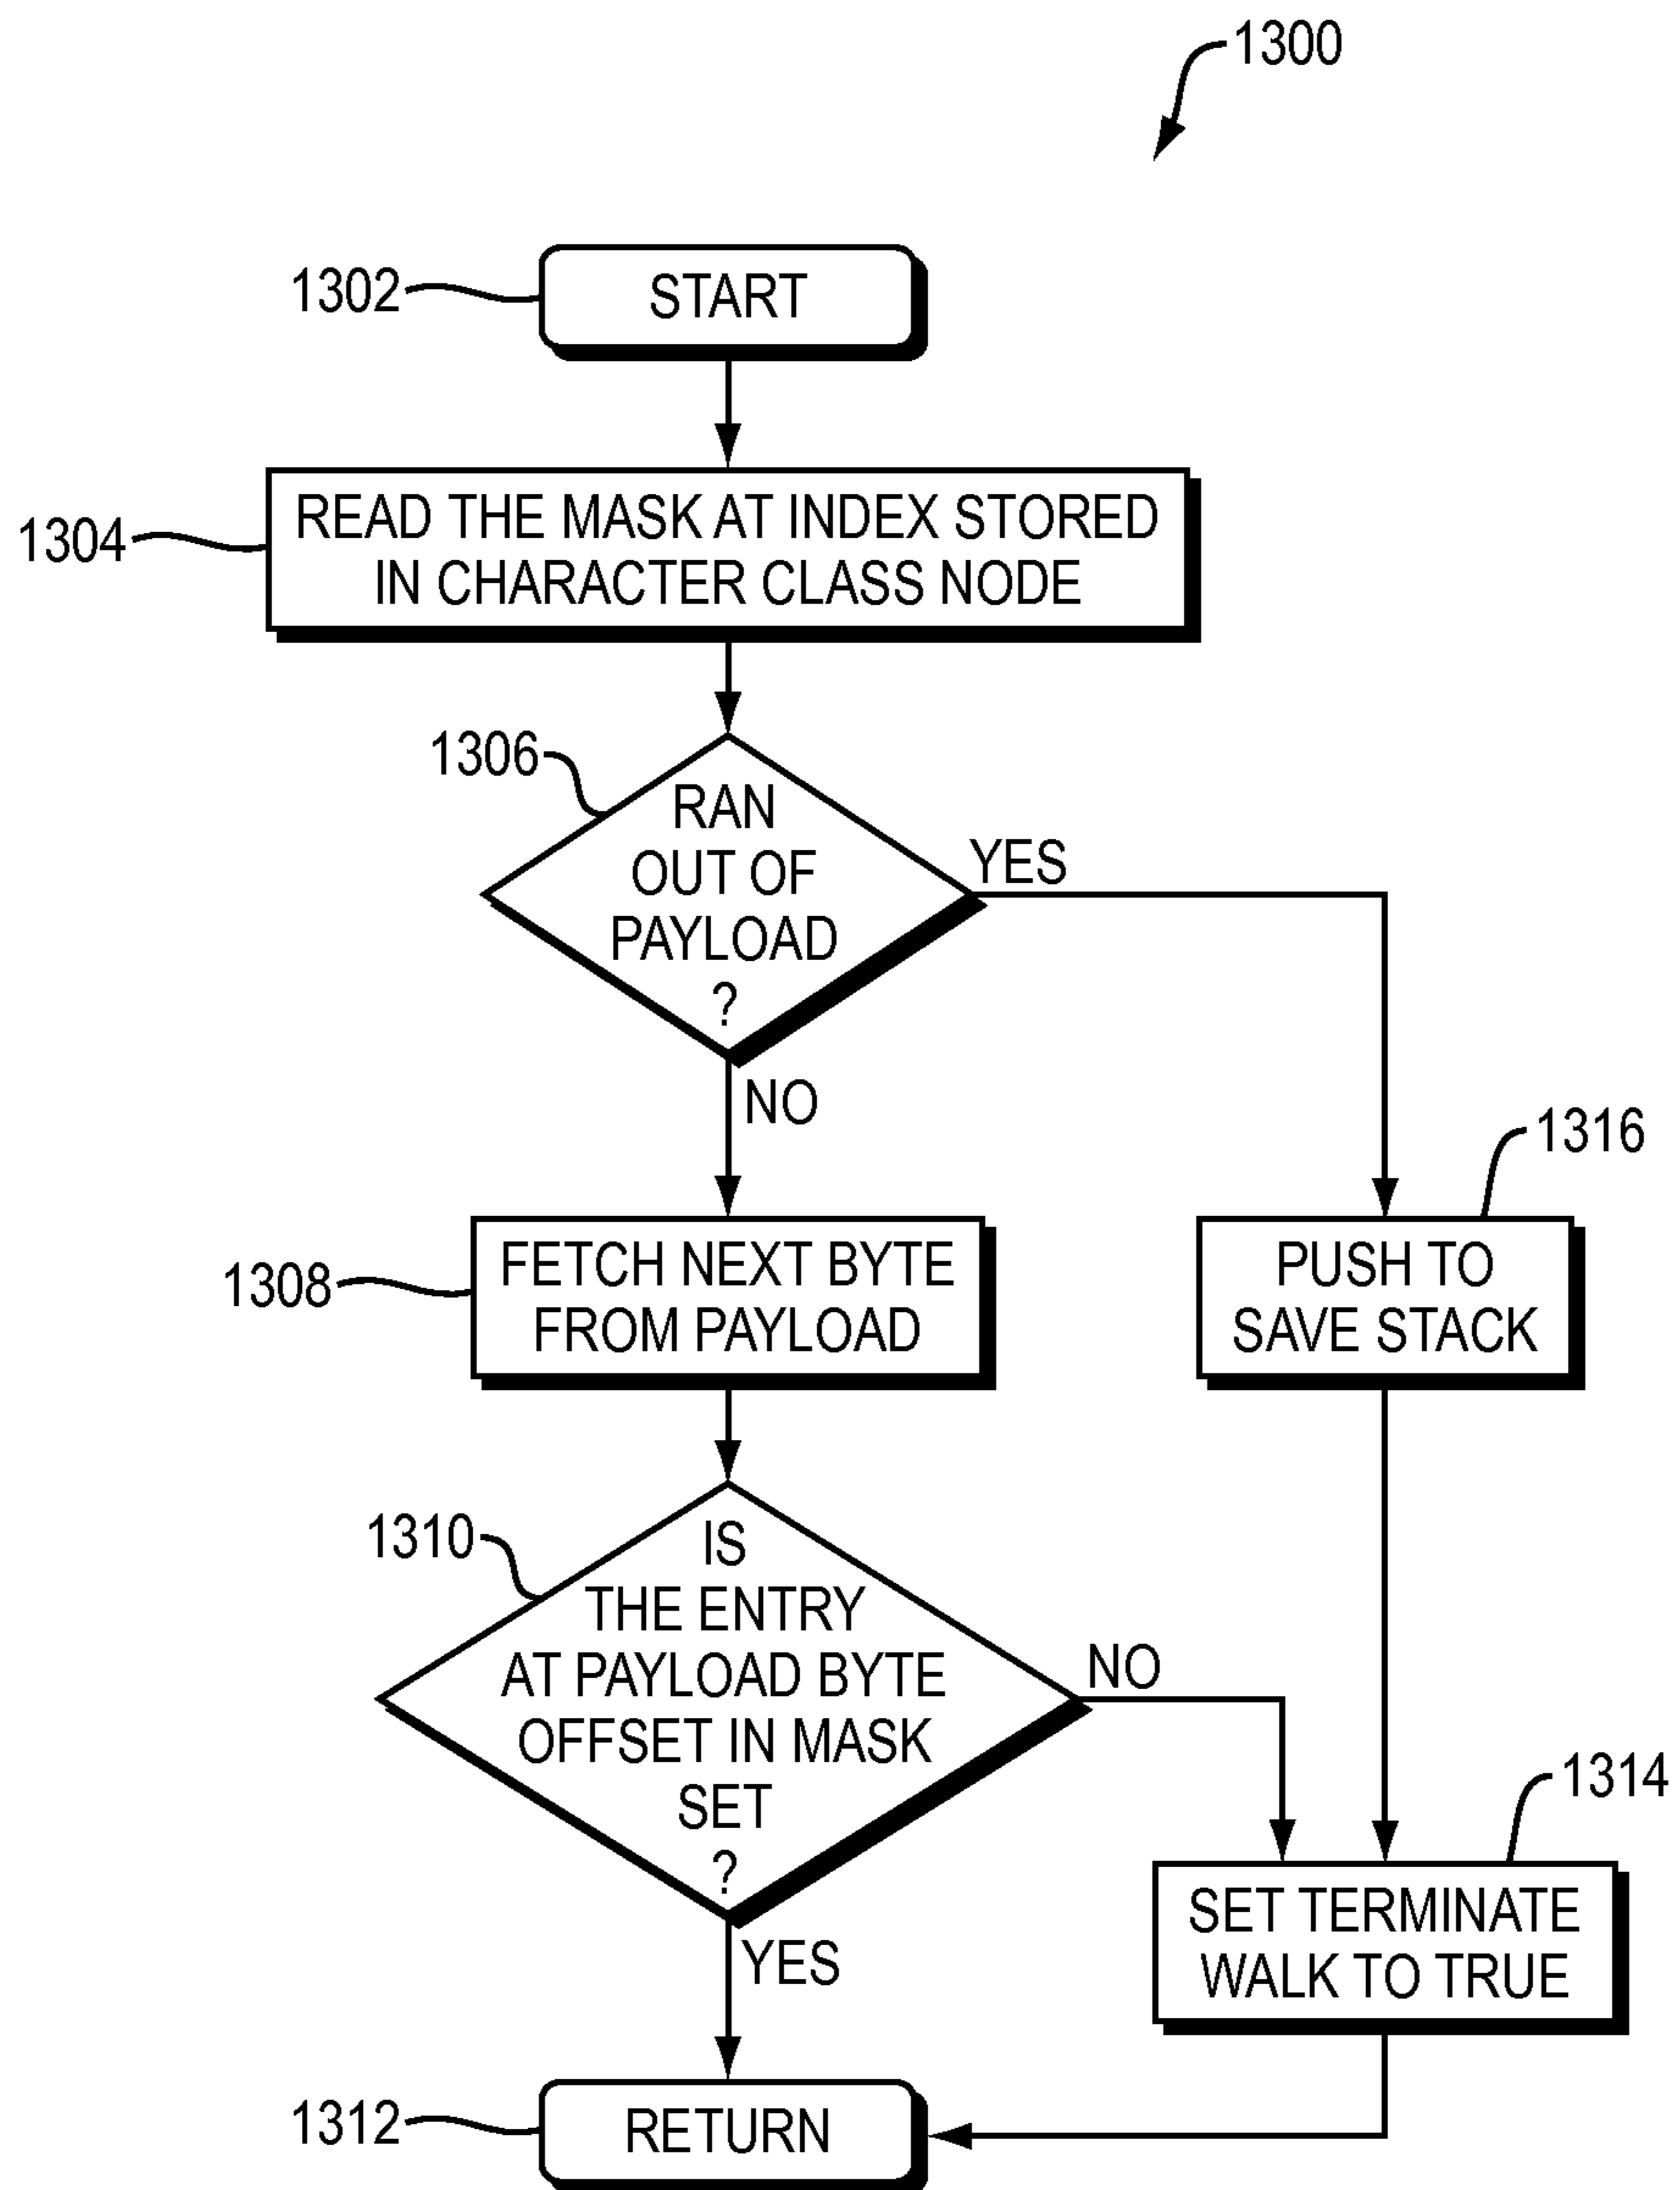 1300
1302
START
1304
READ THE MASK AT INDEX STORED
IN CHARACTER CLASS NODE
1306
RAN
OUT OF
PAYLOAD
?
YES
NO
1316
1308
FETCH NEXT BYTE
FROM PAYLOAD
PUSH TO
SAVE STACK
1310
IS
THE ENTRY
AT PAYLOAD BYTE
OFFSET IN MASK
SET
?
NO
YES
1314
SET TERMINATE
WALK TO TRUE
1312
RETURN